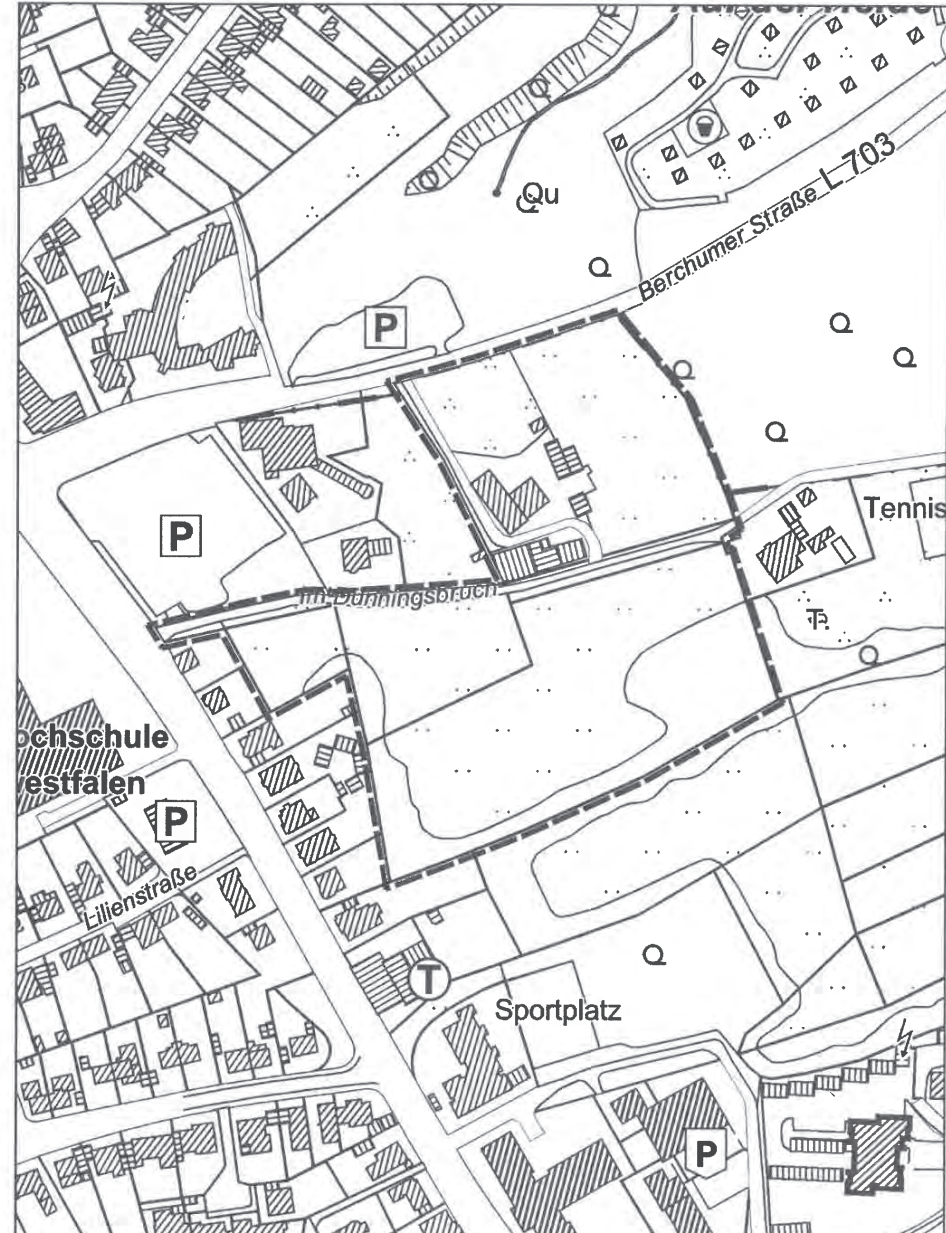 Qu
Berchumer Straße L 703
P
P
Tennis
Im Dünningsbruch
T.
ochschule
estfalen
P
Lilienstraße
T
Sportplatz
P